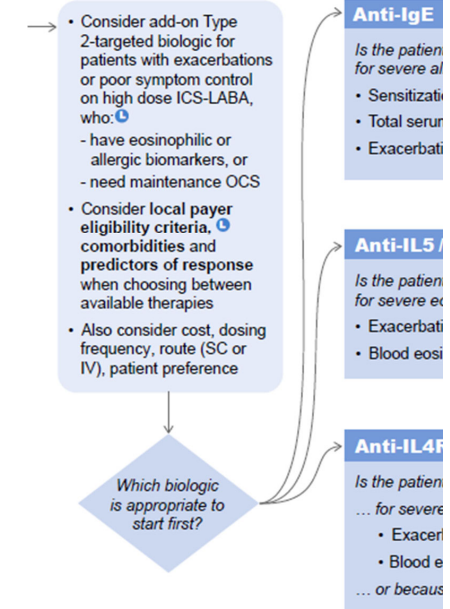 • Consider add-on Type
2-targeted biologic for
patients with exacerbations
or poor symptom control
on high dose ICS-LABA,
who:
- have eosinophilic or
allergic biomarkers, or
- need maintenance OCS
• Consider local payer
eligibility criteria,
comorbidities and
predictors of response
when choosing between
available therapies
• Also consider cost, dosing
frequency, route (SC or
IV), patient preference
Which biologic
is appropriate to
start first?
Anti-IgE
Is the patient
for severe al
• Sensitizati
• Total serum
• Exacerbati
Anti-IL5 /
Is the patient
for severe eo
• Exacerbati
• Blood eosi
Anti-IL4R
Is the patient
... for severe
• Exacerb
• Blood e
... or becaus